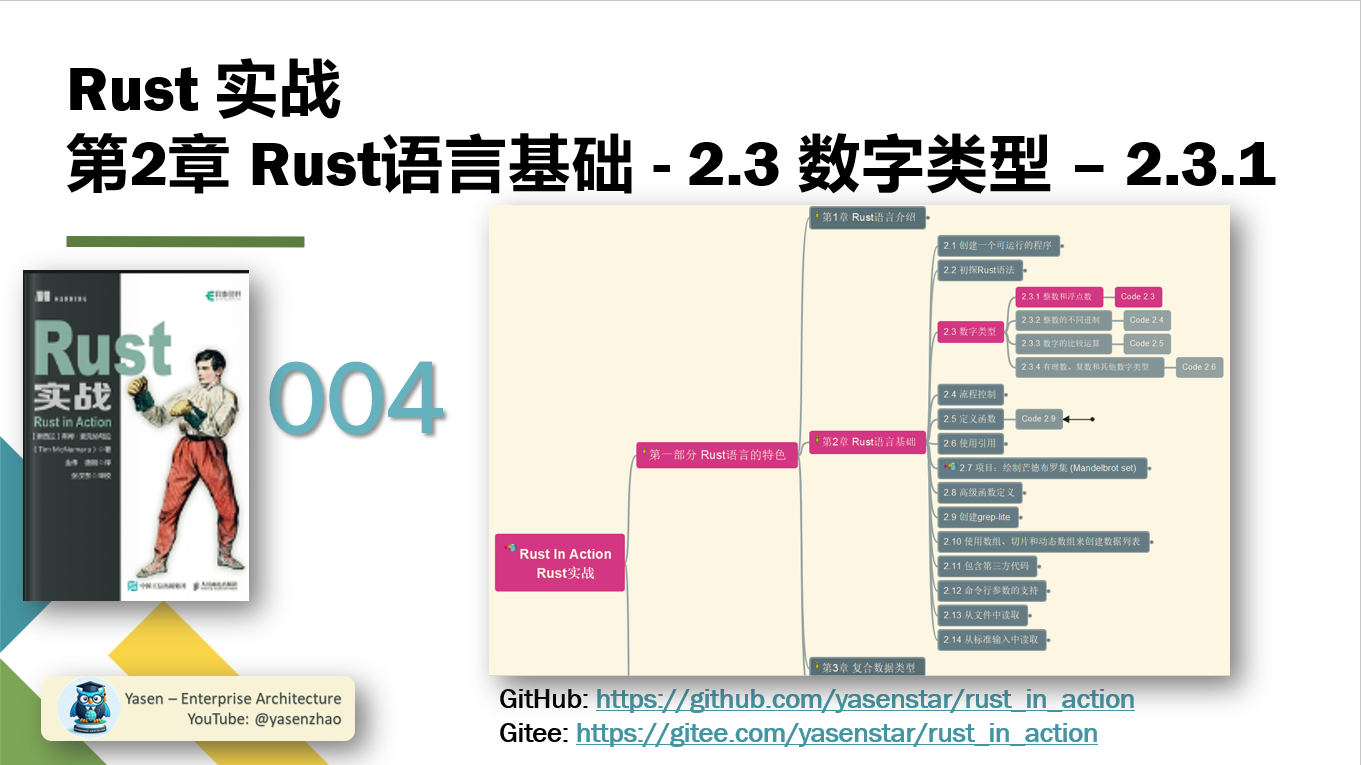 Rust 实战
第2章 Rust语言基础 - 2.3 数字类型 – 2.3.1
MANNING
Rust
实战
Rust in Action
（Tim McNamara）◎著
004
第1章 Rust语言介绍
2.1 创建一个可运行的程序
2.2 初探Rust语法
2.3.1 整数和浮点数
Code 2.3
2.3.2 整数的不同进制
Code 2.4
2.3 数字类型
2.3.3 数字的比较运算
Code 2.5
2.3.4 有理数、复数和其他数字类型
Code 2.6
2.4 流程控制
2.5 定义函数
Code 2.9
第2章 Rust语言基础
2.6 使用引用
第一部分 Rust语言的特色
2.7 项目：绘制芒德布罗集 (Mandelbrot set)
2.8 高级函数定义
2.9 创建grep-lite
2.10 使用数组、切片和动态数组来创建数据列表
Rust In Action
Rust实战
2.11 包含第三方代码
2.12 命令行参数的支持
2.13 从文件中读取
2.14 从标准输入中读取
第3章 复合数据类型
Yasen – Enterprise Architecture
YouTube: @yasenzhao
GitHub: https://github.com/yasenstar/rust_in_action
Gitee: https://gitee.com/yasenstar/rust_in_action